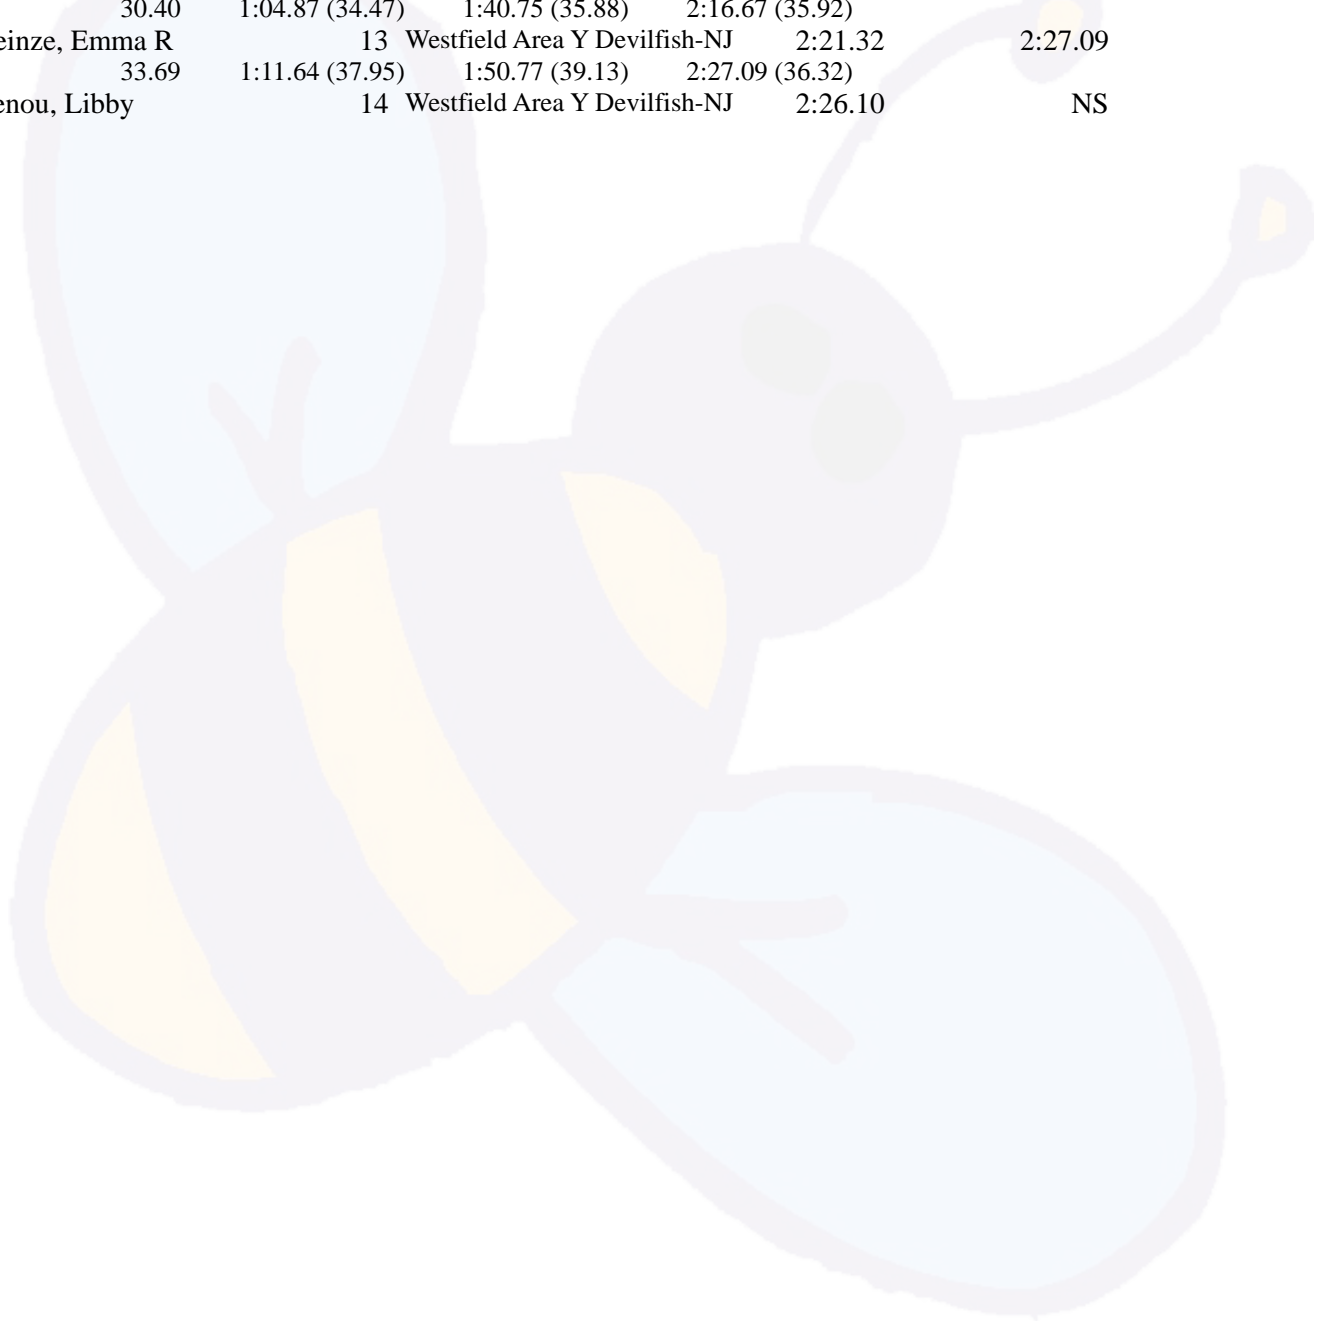 30.40 1:04.87 (34.47) 1:40.75 (35.88) 2:16.67 (35.92)
einze, Emma R 13 Westfield Area Y Devilfish-NJ 2:21.32 2:27.09
33.69 1:11.64 (37.95) 1:50.77 (39.13) 2:27.09 (36.32)
enou, Libby 14 Westfield Area Y Devilfish-NJ 2:26.10 NS